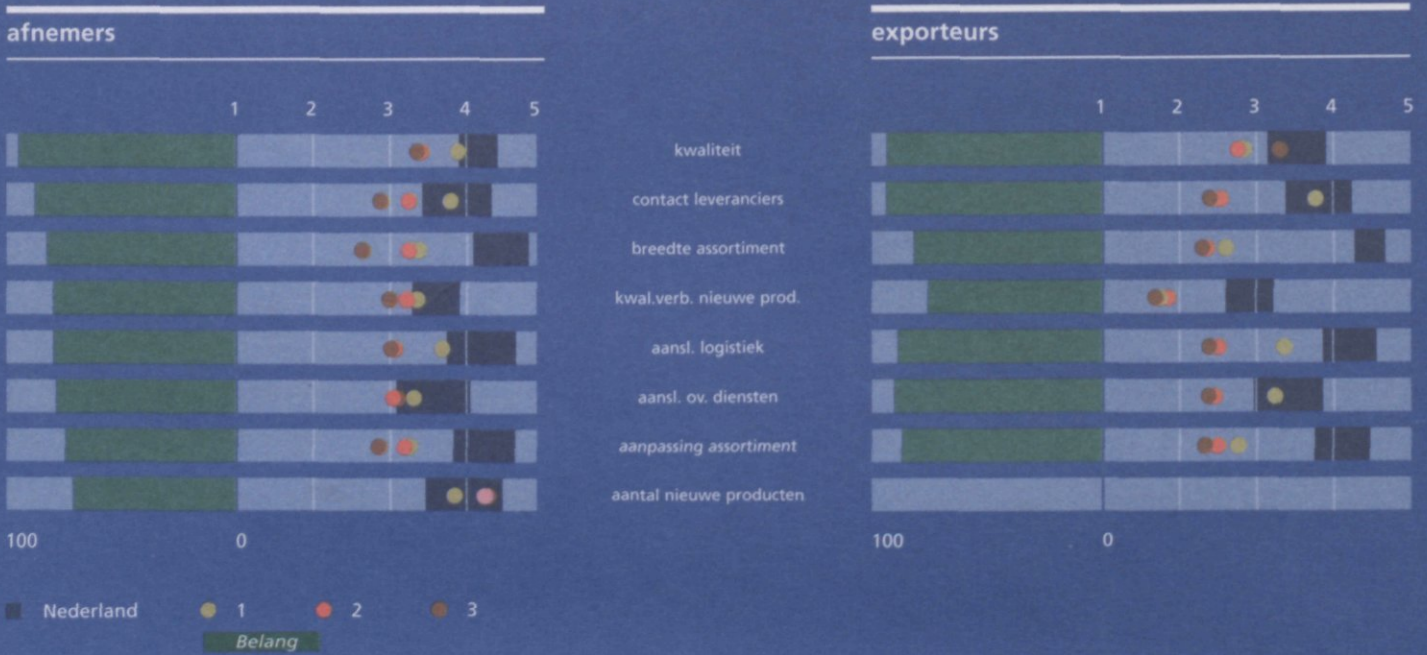 afnemers exporteurs
1 2 3 4 5 1 2 3 4 5
kwaliteit
contact leveranciers
breedte assortiment
kwal.verb. nieuwe prod.
aansl. logistiek
aansl. ov. diensten
aanpassing assortiment
aantal nieuwe producten
100 0 100 0
Nederland 1 2 3
Belang